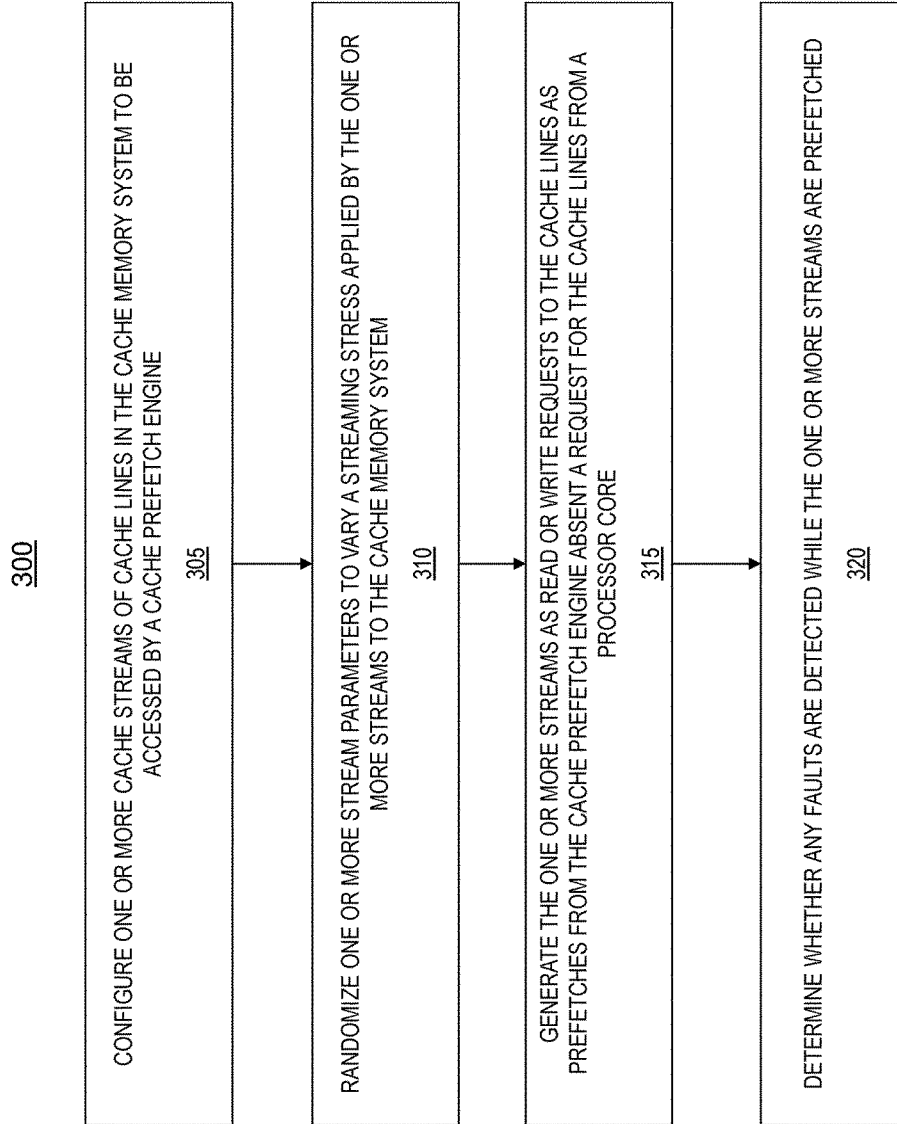 300
CONFIGURE ONE OR MORE CACHE STREAMS OF CACHE LINES IN THE CACHE MEMORY SYSTEM TO BE
ACCESSED BY A CACHE PREFETCH ENGINE
305
RANDOMIZE ONE OR MORE STREAM PARAMETERS TO VARY A STREAMING STRESS APPLIED BY THE ONE OR
MORE STREAMS TO THE CACHE MEMORY SYSTEM
310
GENERATE THE ONE OR MORE STREAMS AS READ OR WRITE REQUESTS TO THE CACHE LINES AS
PREFETCHES FROM THE CACHE PREFETCH ENGINE ABSENT A REQUEST FOR THE CACHE LINES FROM A
PROCESSOR CORE
315
DETERMINE WHETHER ANY FAULTS ARE DETECTED WHILE THE ONE OR MORE STREAMS ARE PREFETCHED
320